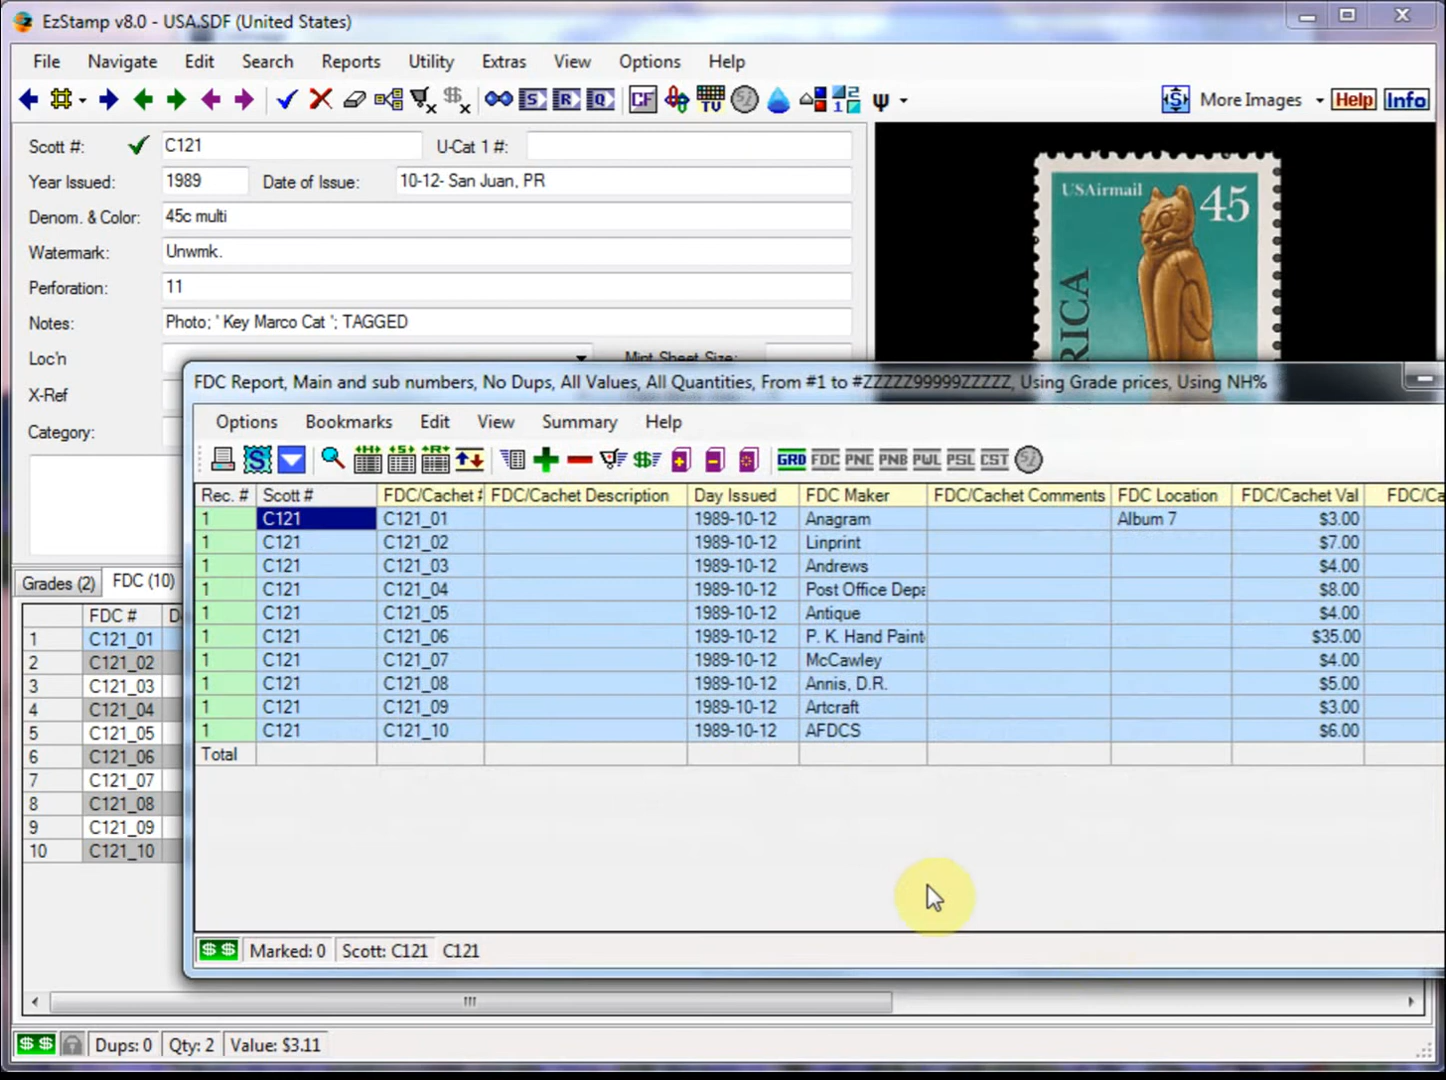 EzStamp v8.0 - USA.SDF (United States)
File Navigate Edit Search Reports Utility Extras View Options Help
S R Q CF TV More Images Help Info
Scott #: C121 U-Cat 1 #:
Year Issued: 1989 Date of Issue: 10-12- San Juan, PR
Denom. & Color: 45c multi
Watermark: Unwmk.
Perforation: 11
Notes: Photo; ' Key Marco Cat '; TAGGED
Loc'n Mint Sheet Size:
X-Ref
Category:
USAirmail 45
RICA
FDC Report, Main and sub numbers, No Dups, All Values, All Quantities, From #1 to #ZZZZZ99999ZZZZZ, Using Grade prices, Using NH%
Options Bookmarks Edit View Summary Help
GRD FDC PNC PNB PWL PSL CST
Rec. # Scott # FDC/Cachet # FDC/Cachet Description Day Issued FDC Maker FDC/Cachet Comments FDC Location FDC/Cachet Val FDC/Ca
1 C121 C121_01 1989-10-12 Anagram Album 7 $3.00
1 C121 C121_02 1989-10-12 Linprint $7.00
1 C121 C121_03 1989-10-12 Andrews $4.00
1 C121 C121_04 1989-10-12 Post Office Depa $8.00
1 C121 C121_05 1989-10-12 Antique $4.00
1 C121 C121_06 1989-10-12 P. K. Hand Paint $35.00
1 C121 C121_07 1989-10-12 McCawley $4.00
1 C121 C121_08 1989-10-12 Annis, D.R. $5.00
1 C121 C121_09 1989-10-12 Artcraft $3.00
1 C121 C121_10 1989-10-12 AFDCS $6.00
Total
$$ Marked: 0 Scott: C121 C121
Grades (2) FDC (10)
FDC # D
1 C121_01
2 C121_02
3 C121_03
4 C121_04
5 C121_05
6 C121_06
7 C121_07
8 C121_08
9 C121_09
10 C121_10
$$ Dups: 0 Qty: 2 Value: $3.11